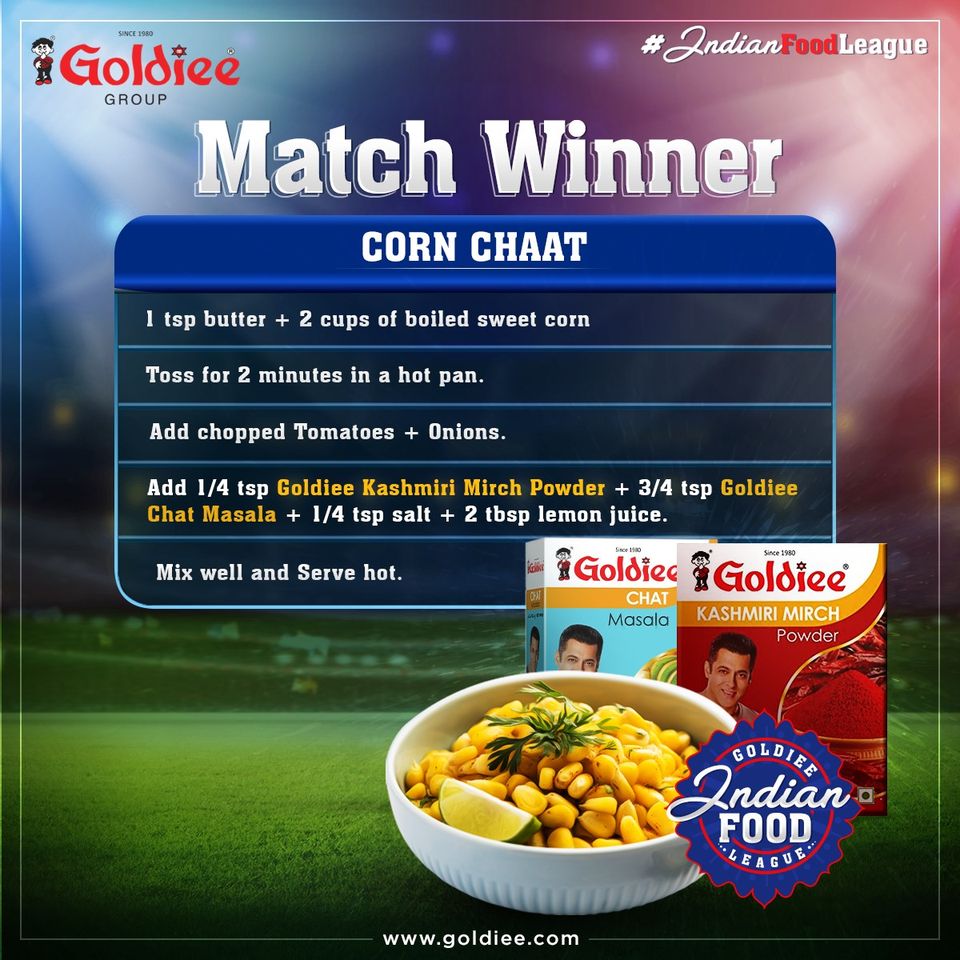 SINCE 1980
Goldiee®
GROUP
#IndianFoodLeague
Match Winner
CORN CHAAT
1 tsp butter + 2 cups of boiled sweet corn
Toss for 2 minutes in a hot pan.
Add chopped Tomatoes + Onions.
Add 1/4 tsp Goldiee Kashmiri Mirch Powder + 3/4 tsp Goldiee
Chat Masala + 1/4 tsp salt + 2 tbsp lemon juice.
Mix well and Serve hot.
Since 1980
Goldiee
CHAT
Masala
CHAT
Since 1980
Goldiee®
KASHMIRI MIRCH
Powder
GOLDIEE
Indian
FOOD
LEAGUE
www.goldiee.com